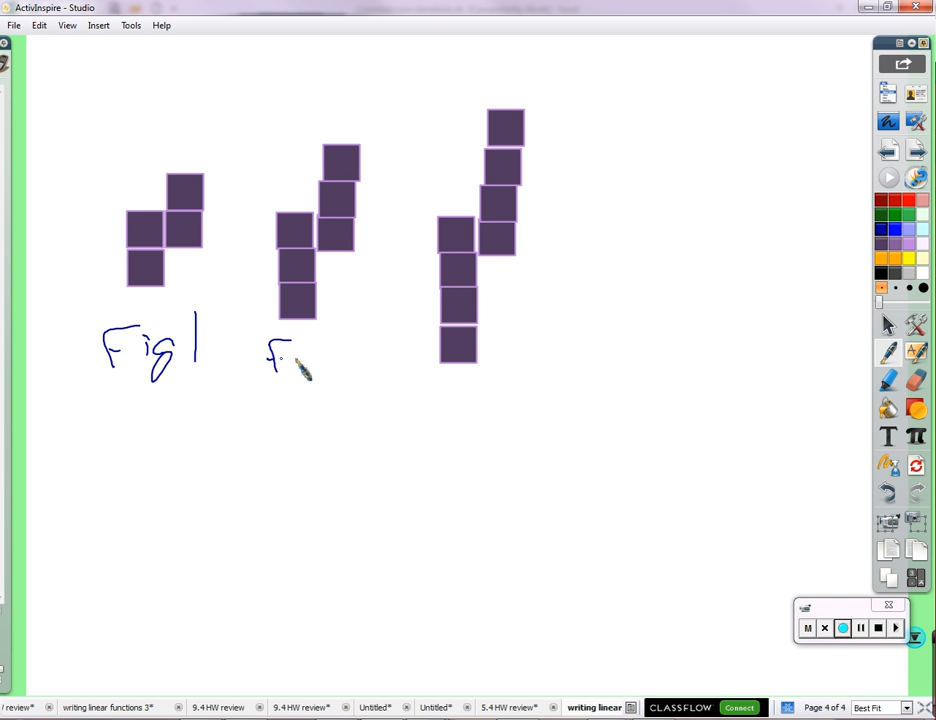 ActivInspire - Studio
File Edit View Insert Tools Help
Fig 1
F
M
/ review*
writing linear functions 3*
9.4 HW review
9.4 HW review*
Untitled*
Untitled*
5.4 HW review*
writing linear
CLASSFLOW Connect
Page 4 of 4
Best Fit